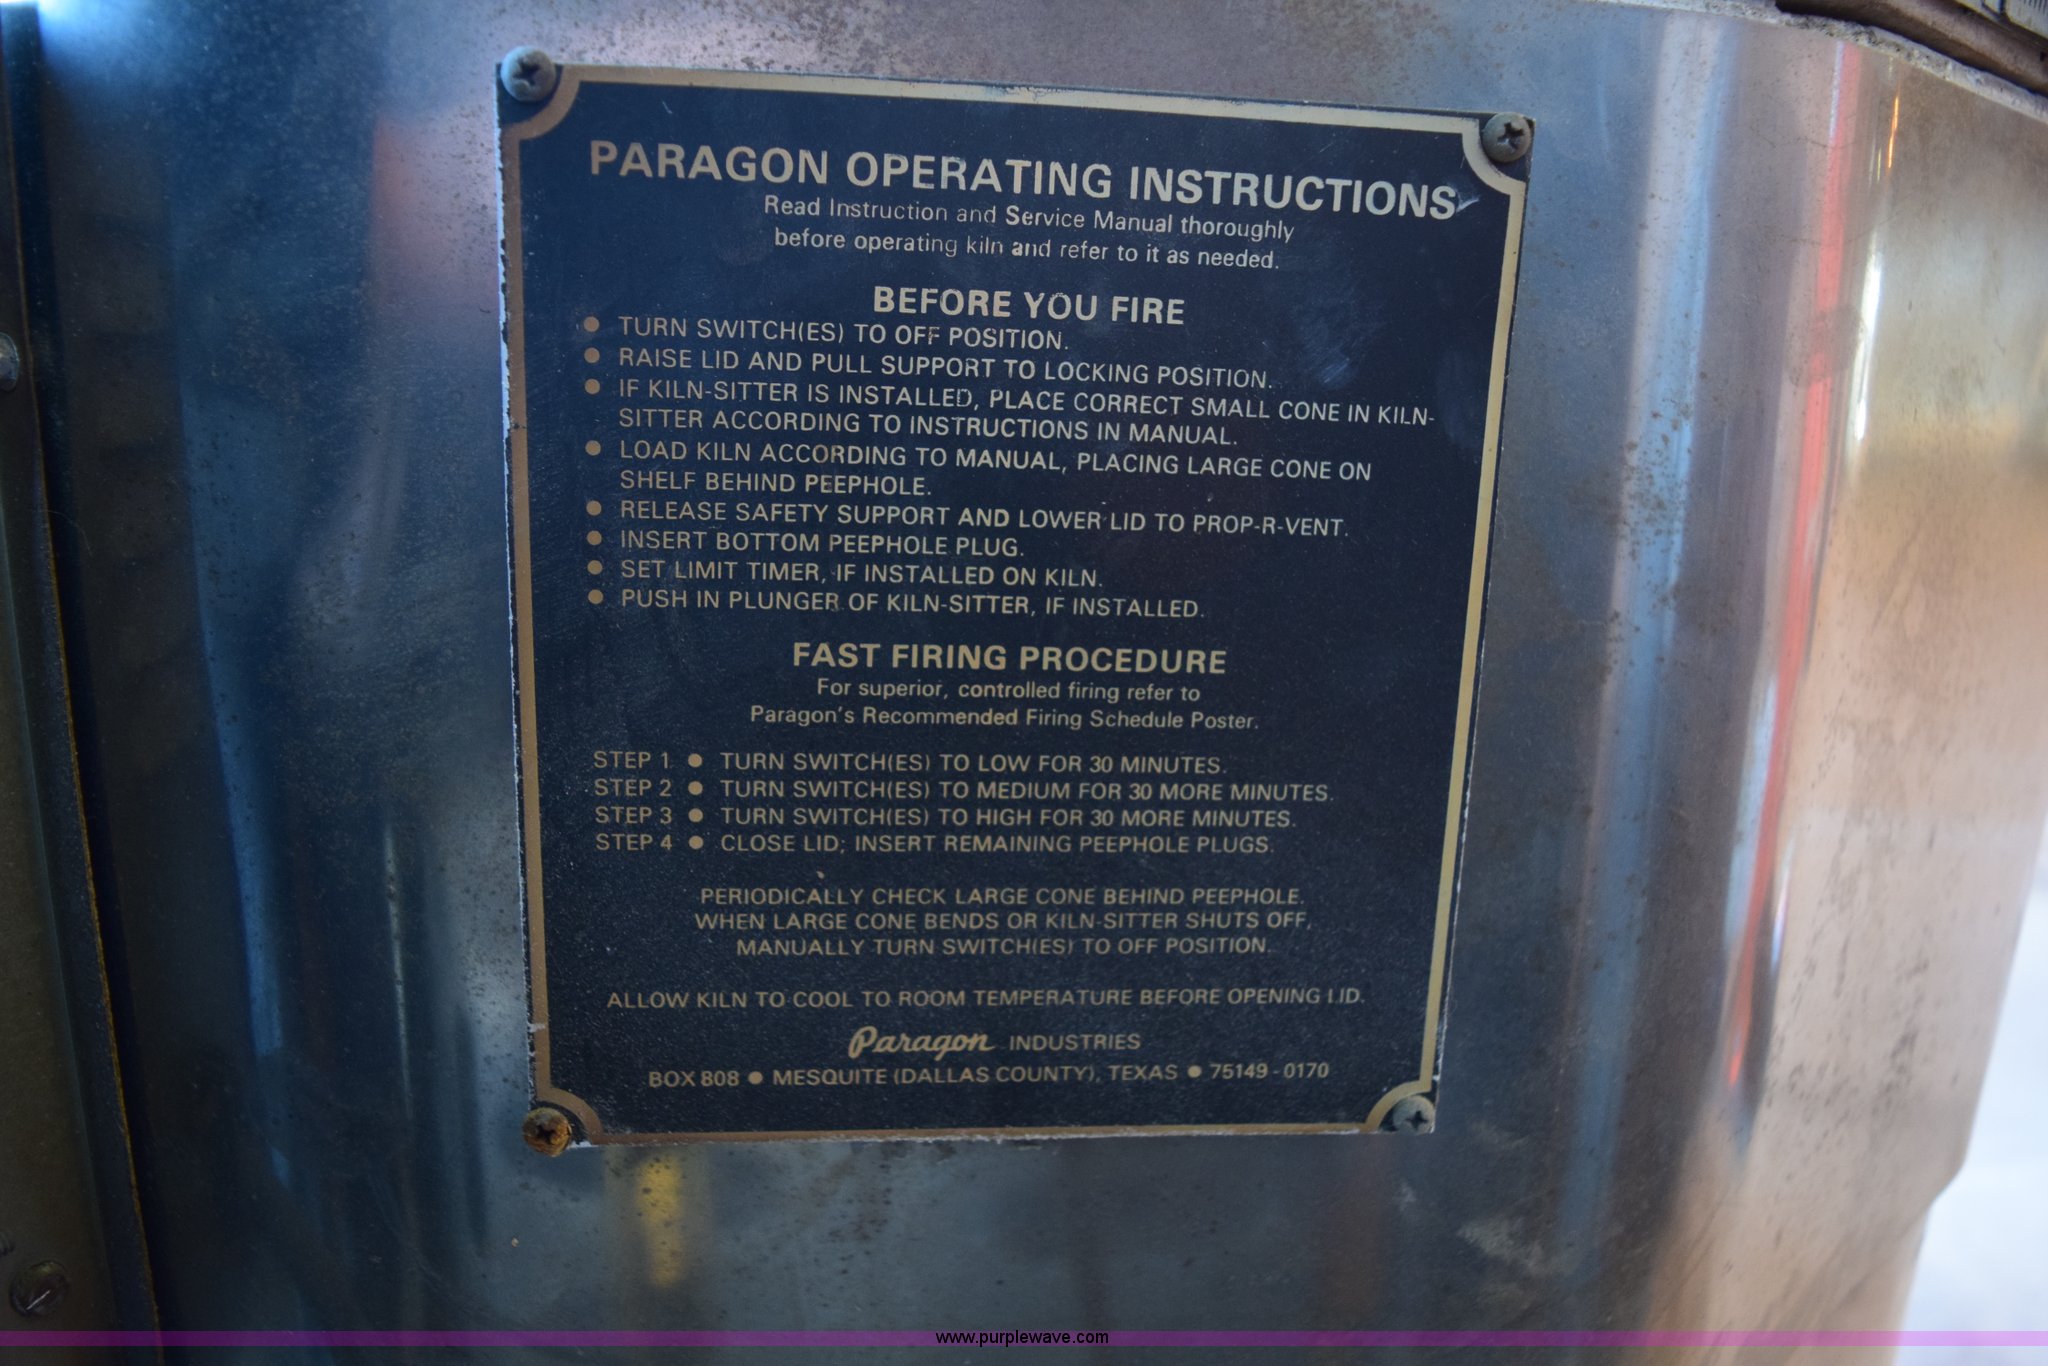 PARAGON OPERATING INSTRUCTIONS
Read Instruction and Service Manual thoroughly
before operating kiln and refer to it as needed.
BEFORE YOU FIRE
● TURN SWITCH(ES) TO OFF POSITION.
● RAISE LID AND PULL SUPPORT TO LOCKING POSITION.
● IF KILN-SITTER IS INSTALLED, PLACE CORRECT SMALL CONE IN KILN-
SITTER ACCORDING TO INSTRUCTIONS IN MANUAL.
● LOAD KILN ACCORDING TO MANUAL, PLACING LARGE CONE ON
SHELF BEHIND PEEPHOLE.
● RELEASE SAFETY SUPPORT AND LOWER LID TO PROP-R-VENT.
● INSERT BOTTOM PEEPHOLE PLUG.
● SET LIMIT TIMER, IF INSTALLED ON KILN.
● PUSH IN PLUNGER OF KILN-SITTER, IF INSTALLED.
FAST FIRING PROCEDURE
For superior, controlled firing refer to
Paragon's Recommended Firing Schedule Poster.
STEP 1 ● TURN SWITCH(ES) TO LOW FOR 30 MINUTES.
STEP 2 ● TURN SWITCH(ES) TO MEDIUM FOR 30 MORE MINUTES.
STEP 3 ● TURN SWITCH(ES) TO HIGH FOR 30 MORE MINUTES.
STEP 4 ● CLOSE LID; INSERT REMAINING PEEPHOLE PLUGS.
PERIODICALLY CHECK LARGE CONE BEHIND PEEPHOLE.
WHEN LARGE CONE BENDS OR KILN-SITTER SHUTS OFF,
MANUALLY TURN SWITCH(ES) TO OFF POSITION.
ALLOW KILN TO COOL TO ROOM TEMPERATURE BEFORE OPENING LID.
Paragon INDUSTRIES
BOX 808 ● MESQUITE (DALLAS COUNTY), TEXAS ● 75149-0170
www.purplewave.com